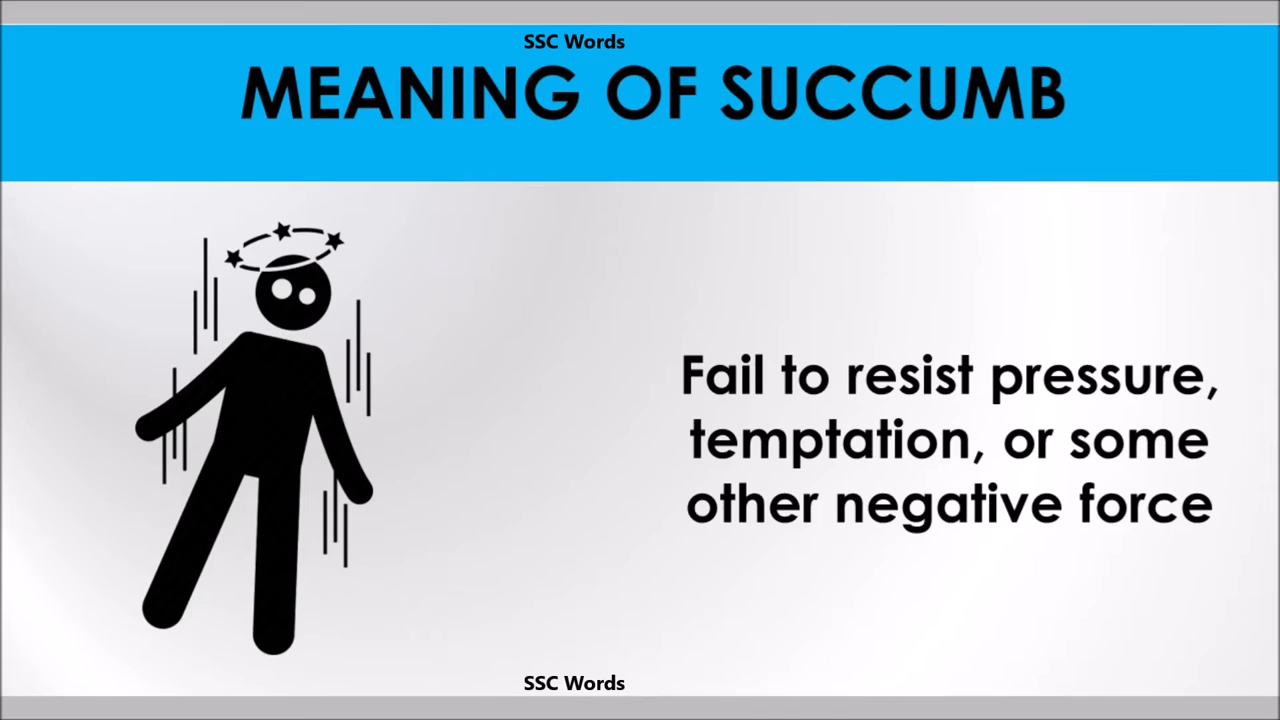 SSC Words
MEANING OF SUCCUMB
Fail to resist pressure,
temptation, or some
other negative force
SSC Words